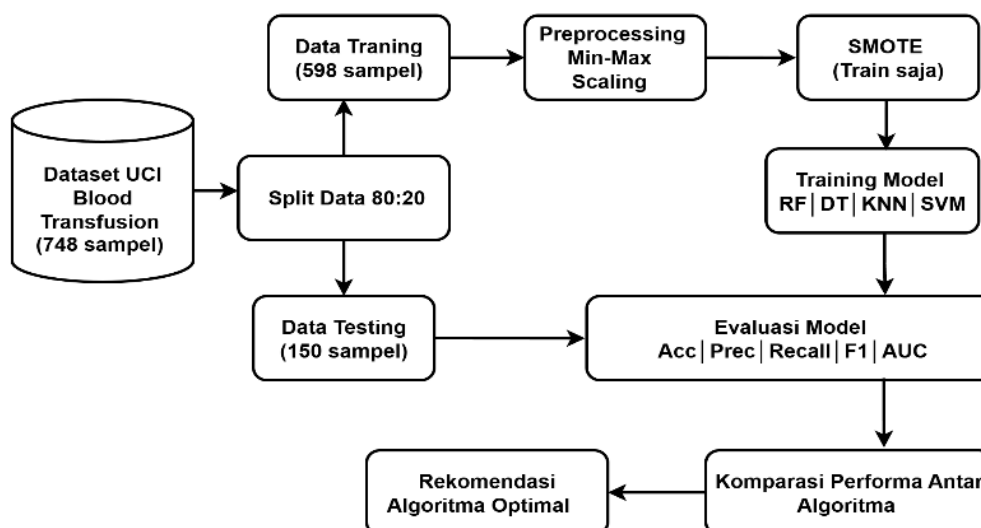 Data Traning
(598 sampel)
Preprocessing
Min-Max
Scaling
SMOTE
(Train saja)
Dataset UCI
Blood
Transfusion
(748 sampel)
Split Data 80:20
Training Model
RF│DT│KNN│SVM
Data Testing
(150 sampel)
Evaluasi Model
Acc│Prec│Recall│F1│AUC
Rekomendasi
Algoritma Optimal
Komparasi Performa Antar
Algoritma